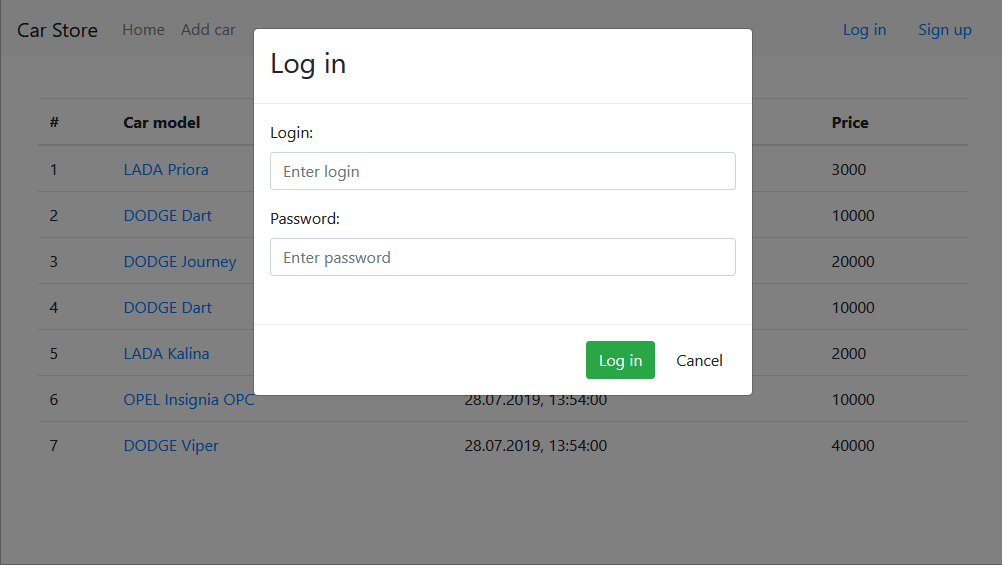 Car Store Home Add car Log in Sign up
Log in
# Car model Price
Login:
1 LADA Priora Enter login 3000
2 DODGE Dart Password: 10000
3 DODGE Journey Enter password 20000
4 DODGE Dart 10000
5 LADA Kalina Log in Cancel 2000
6 OPEL Insignia OPC 28.07.2019, 13:54:00 10000
7 DODGE Viper 28.07.2019, 13:54:00 40000